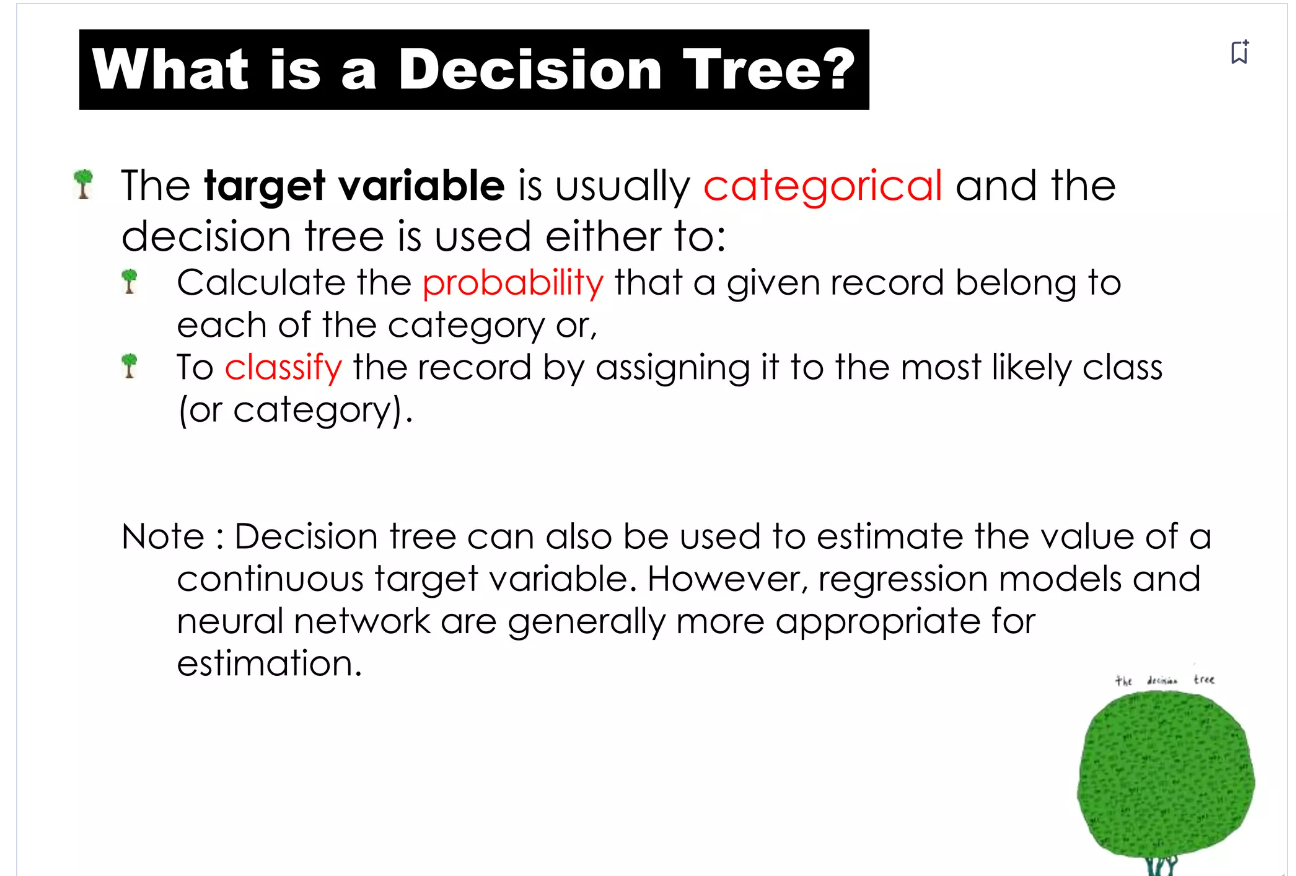 What is a Decision Tree?
The target variable is usually categorical and the
decision tree is used either to:
Calculate the probability that a given record belong to
each of the category or,
To classify the record by assigning it to the most likely class
(or category).
Note : Decision tree can also be used to estimate the value of a
continuous target variable. However, regression models and
neural network are generally more appropriate for
estimation.
the decision tree